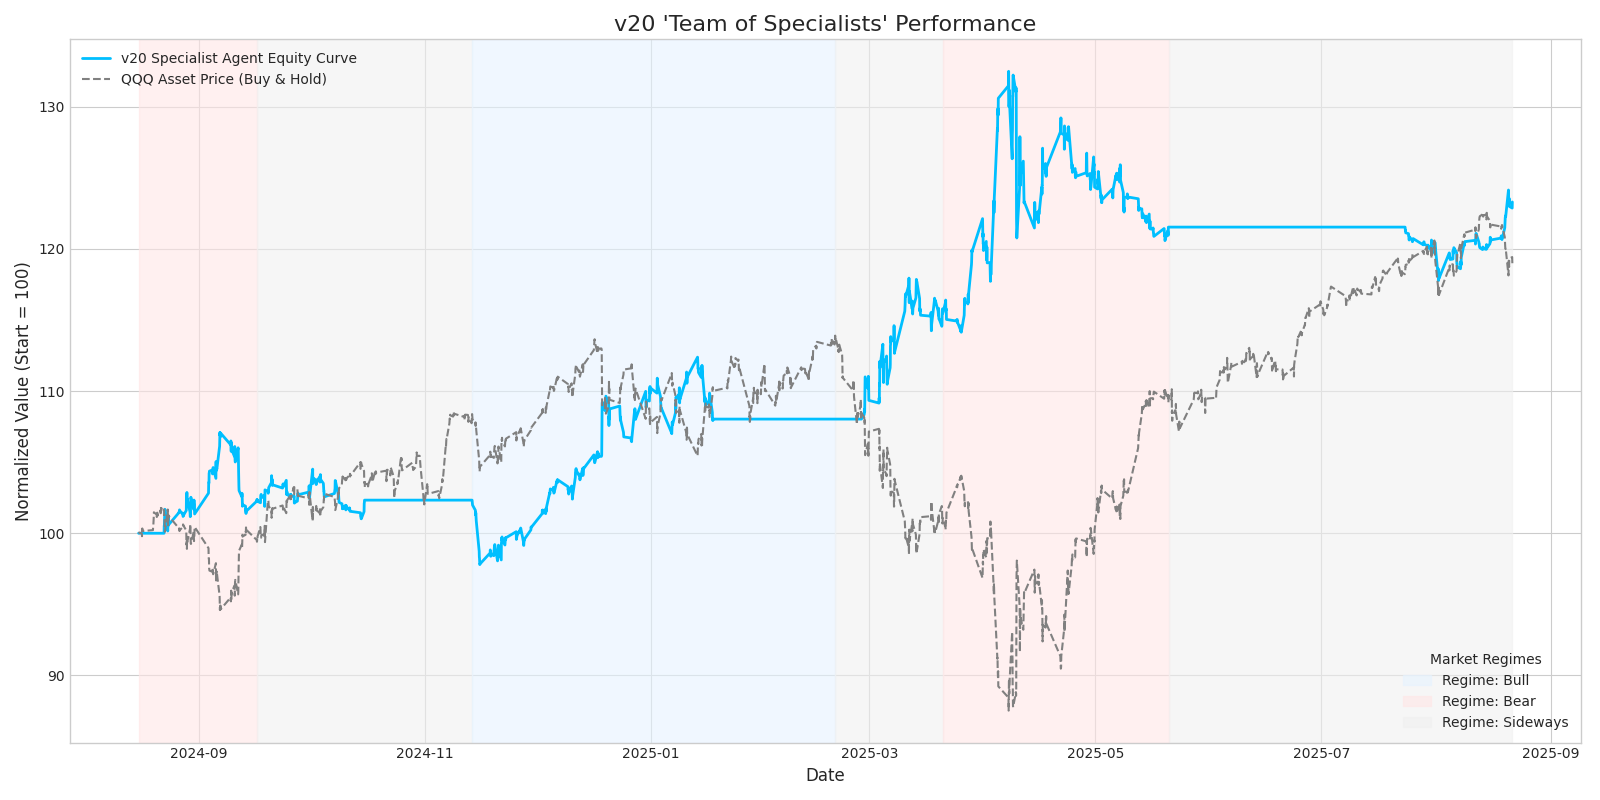 v20 'Team of Specialists' Performance
v20 Specialist Agent Equity Curve
QQQ Asset Price (Buy & Hold)
Normalized Value (Start = 100)
130
120
110
100
90
Market Regimes
Regime: Bull
Regime: Bear
Regime: Sideways
2024-09
2024-11
2025-01
2025-03
2025-05
2025-07
2025-09
Date